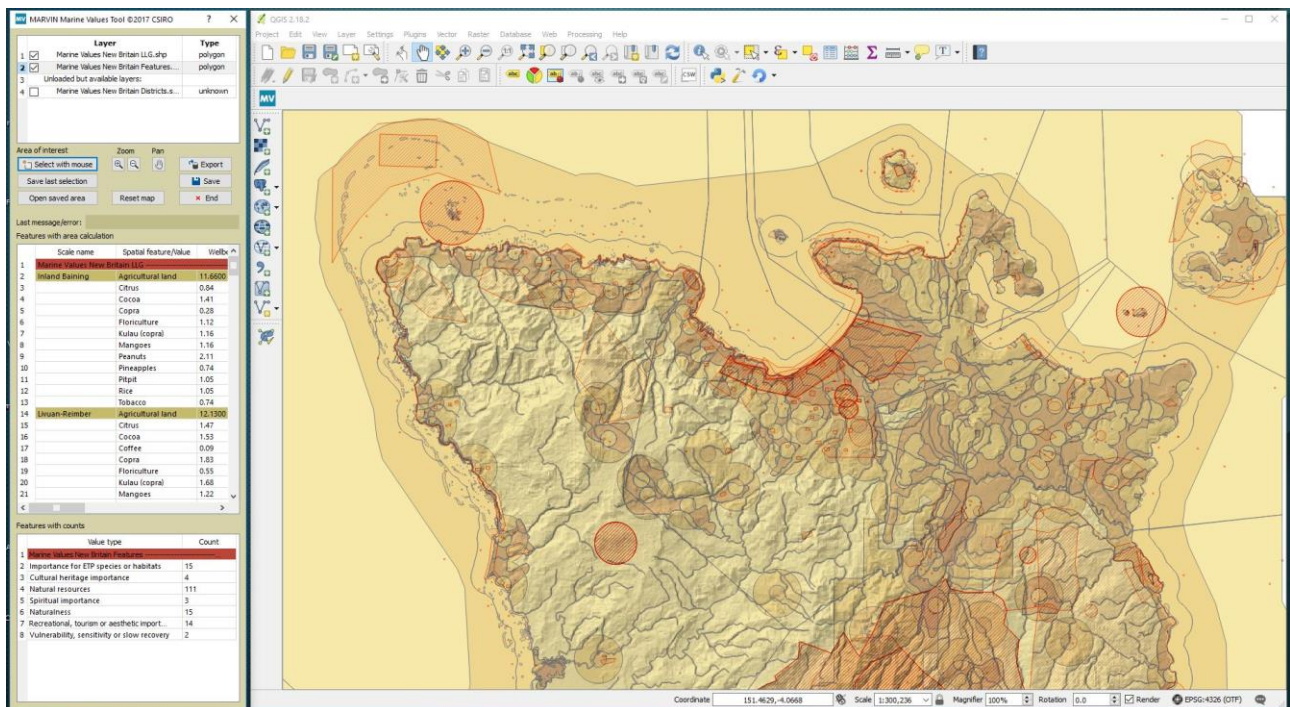 MV MARVIN Marine Values Tool ©2017 CSIRO ? ×
Layer Type
1 Marine Values New Britain LLG.shp polygon
2 Marine Values New Britain Features.... polygon
3 Unloaded but available layers:
4 Marine Values New Britain Districts.s... unknown
Area of interest Zoom Pan
Select with mouse Export
Save last selection Save
Open saved area Reset map End
Last message/error:
Features with area calculation
Scale name Spatial feature/Value Wellb
1 Marine Values New Britain LLG
2 Inland Baining Agricultural land 11.6600
3 Citrus 0.84
4 Cocoa 1.41
5 Copra 0.28
6 Floriculture 1.12
7 Kulau (copra) 1.16
8 Mangoes 1.16
9 Peanuts 2.11
10 Pineapples 0.74
11 Pitpit 1.05
12 Rice 1.05
13 Tobacco 0.74
14 Livuan-Reimber Agricultural land 12.1300
15 Citrus 1.47
16 Cocoa 1.53
17 Coffee 0.09
18 Copra 1.83
19 Floriculture 0.55
20 Kulau (copra) 1.68
21 Mangoes 1.22
Features with counts
Value type Count
1 Marine Values New Britain Features
2 Importance for ETP species or habitats 15
3 Cultural heritage importance 4
4 Natural resources 111
5 Spiritual importance 3
6 Naturalness 15
7 Recreational, tourism or aesthetic import... 14
8 Vulnerability, sensitivity or slow recovery 2
QGIS 2.18.2
Project Edit View Layer Settings Plugins Vector Raster Database Web Processing Help
abc abc abc abc abc abc CSW
MV
Coordinate 151.4629,-4.0668 Scale 1:300,236 Magnifier 100% Rotation 0.0 Render EPSG:4326 (OTF)